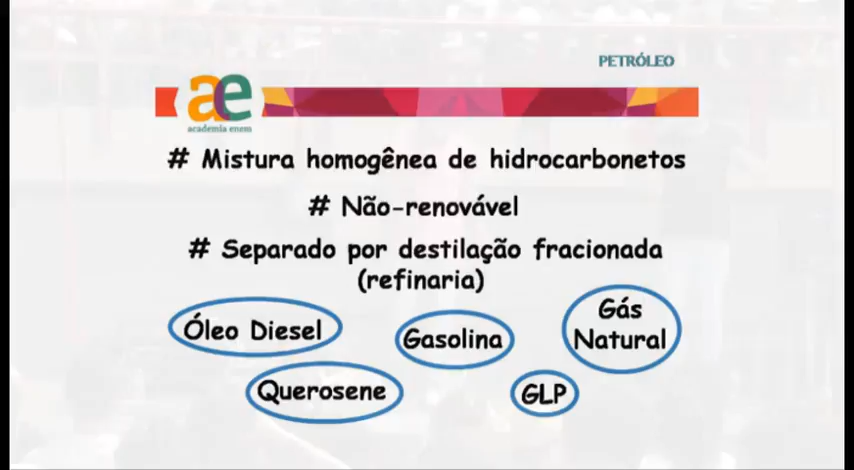 PETRÓLEO
ae
academia enem
# Mistura homogênea de hidrocarbonetos
# Não-renovável
# Separado por destilação fracionada
(refinaria)
Óleo Diesel
Gasolina
Gás
Natural
Querosene
GLP